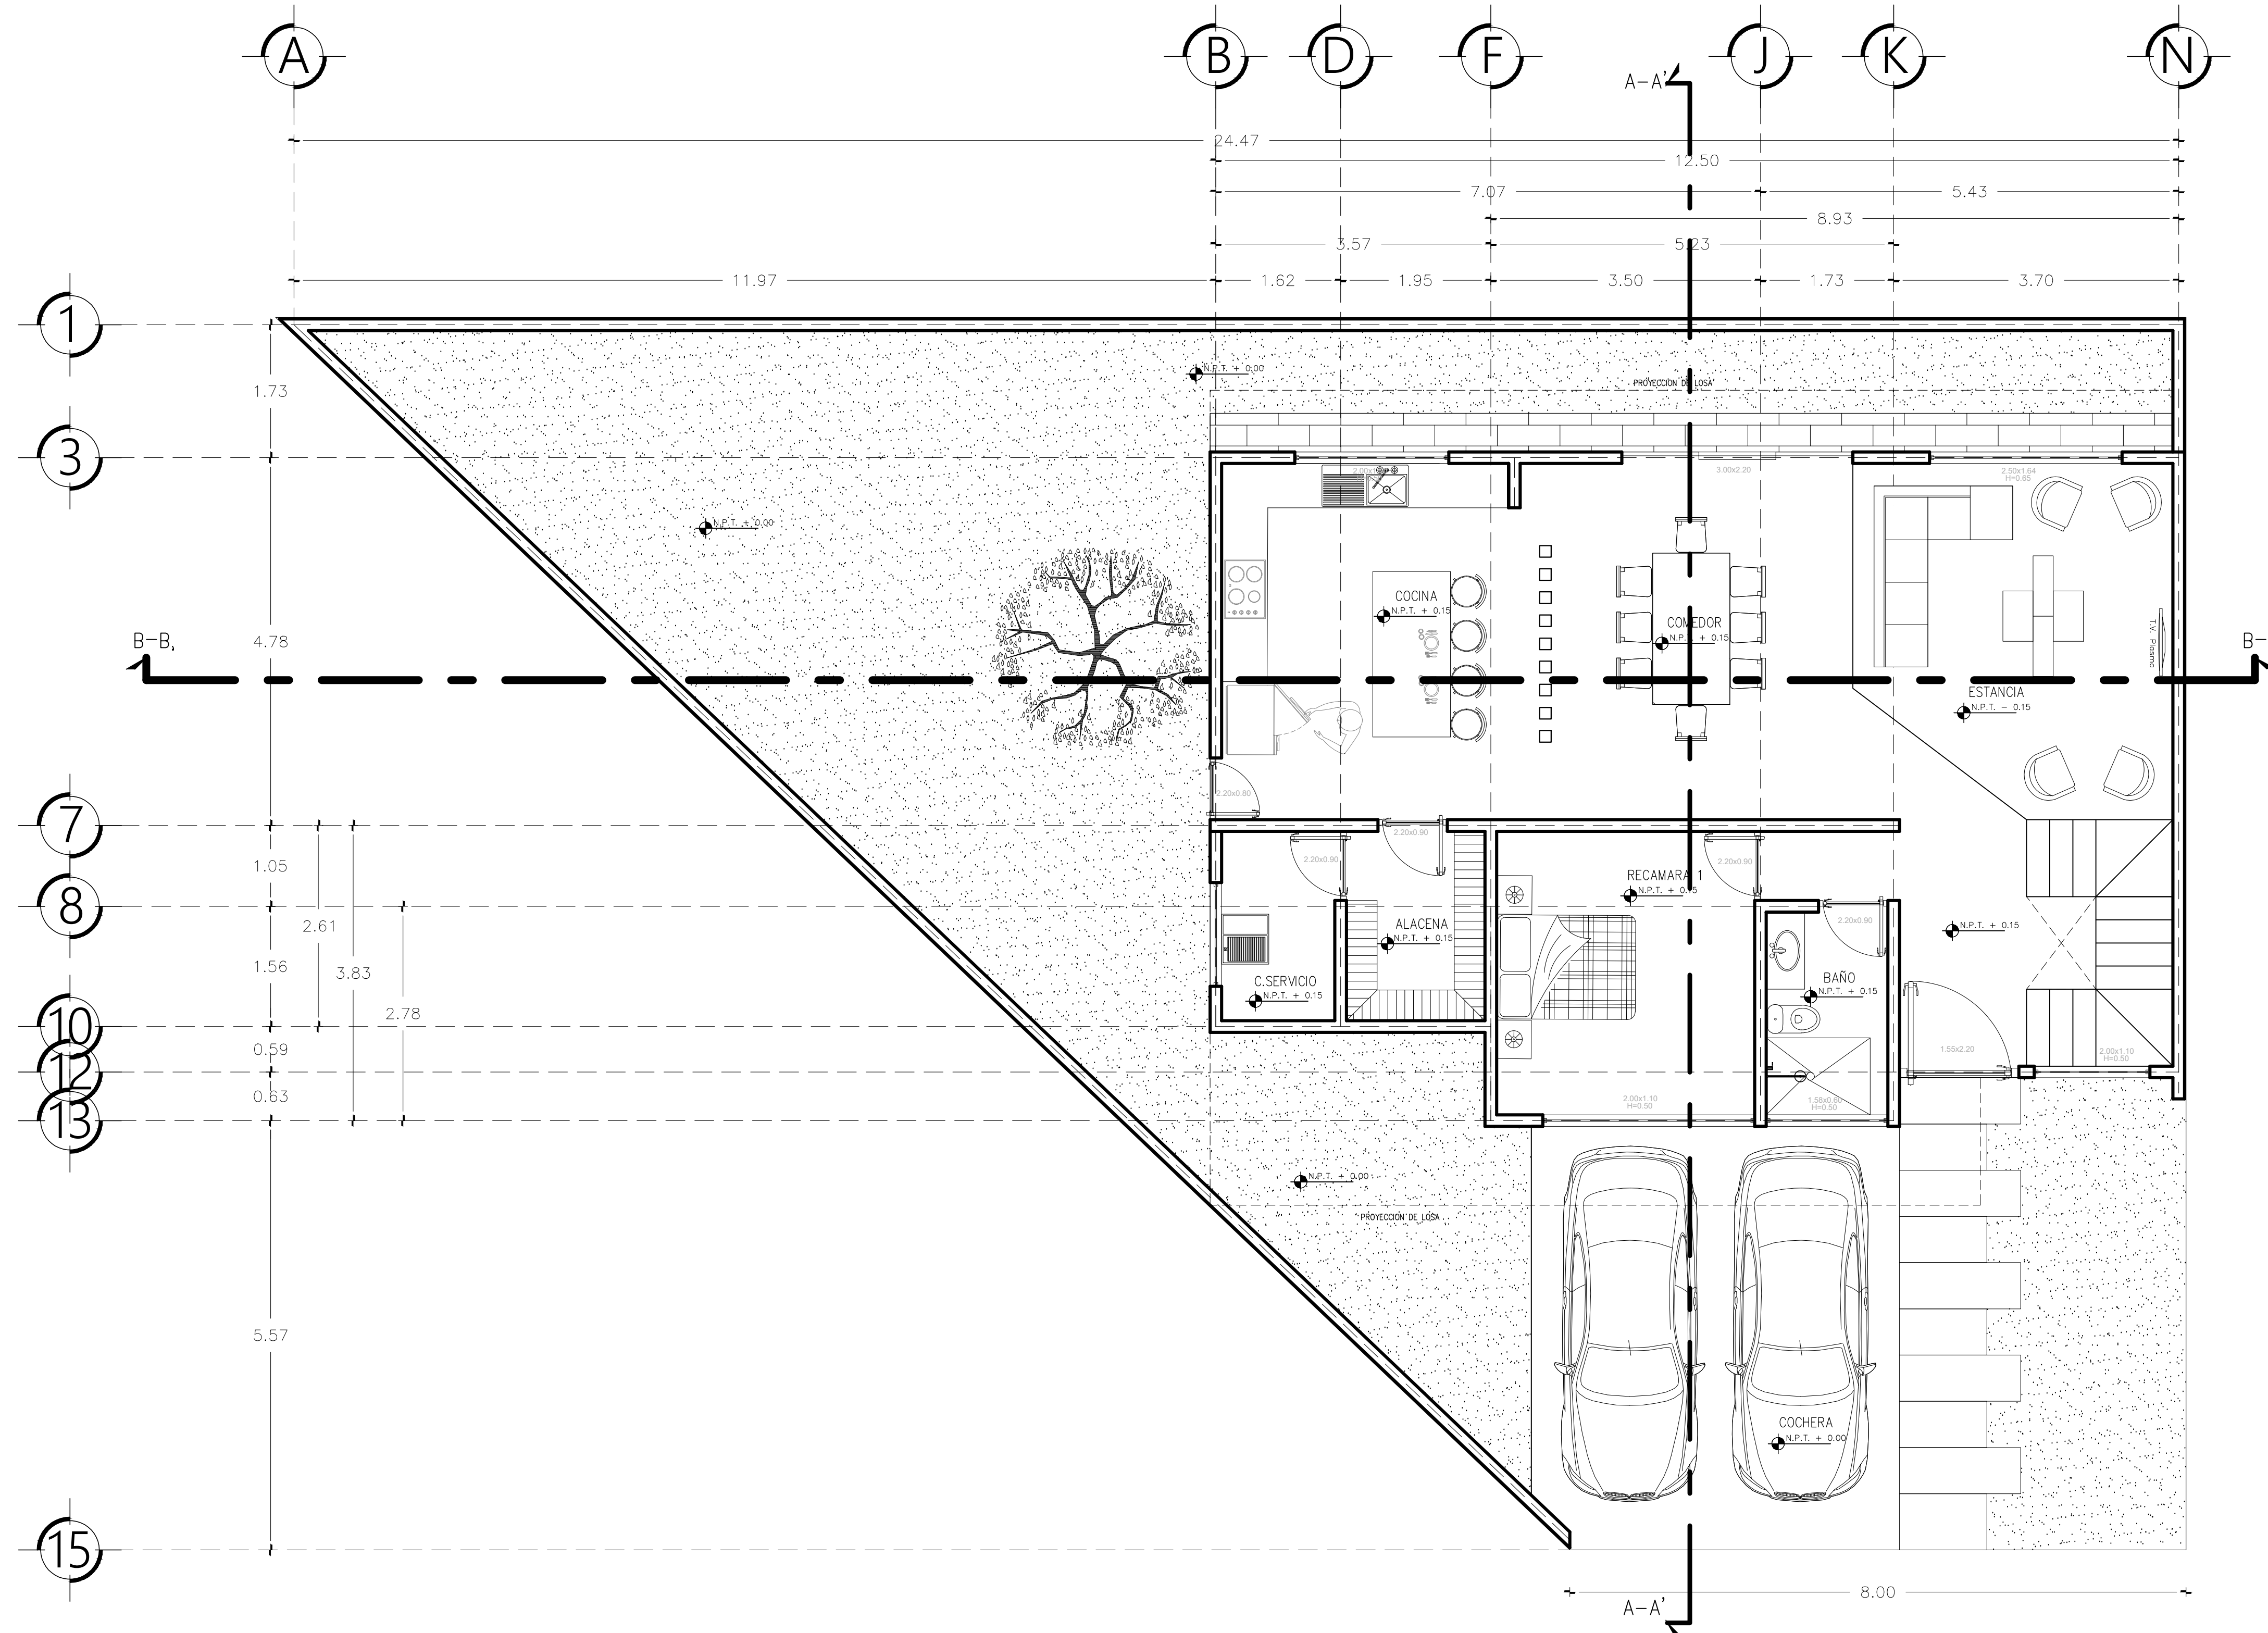 A B D F J K N
A-A'
24.47
12.50
7.07 5.43
8.93
3.57 5.23
11.97 1.62 1.95 3.50 1.73 3.70
1
1.73
N.P.T. + 0.00
PROYECCION DE LOSA
3
3.00x2.20
2.50x1.64
H=0.65
N.P.T. + 0.00
COCINA
N.P.T. + 0.15
COMEDOR
N.P.T. + 0.15
T.V. Plasma
4.78
B-B,
B-
ESTANCIA
N.P.T. - 0.15
2.20x0.80
7
2.20x0.90
2.20x0.90
2.20x0.90
1.05
RECAMARA 1
N.P.T. + 0.15
8
2.61
ALACENA
N.P.T. + 0.15
2.20x0.90
N.P.T. + 0.15
1.56
3.83
C.SERVICIO
N.P.T. + 0.15
BAÑO
N.P.T. + 0.15
2.78
10
0.59
1.55x2.20
2.00x1.10
H=0.50
12
0.63
2.00x1.10
H=0.50
1.58x0.60
H=0.50
13
N.P.T. + 0.00
PROYECCION DE LOSA
5.57
COCHERA
N.P.T. + 0.00
15
8.00
A-A'